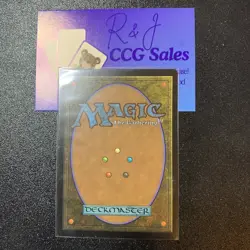 R & J
CCG Sales
MAGIC
The Gathering
DECKMASTER